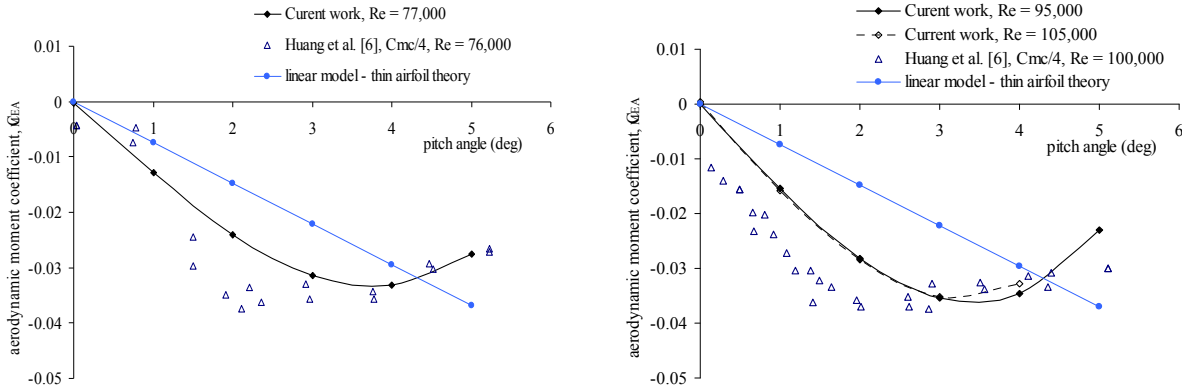 Curent work, Re = 77,000
Huang et al. [6], Cmc/4, Re = 76,000
linear model - thin airfoil theory
0.01
0
-0.01
-0.02
-0.03
-0.04
-0.05
0 1 2 3 4 5 6
pitch angle (deg)
aerodynamic moment coefficient,
Curent work, Re = 95,000
Current work, Re = 105,000
Huang et al. [6], Cmc/4, Re = 100,000
linear model - thin airfoil theory
0.01
0
-0.01
-0.02
-0.03
-0.04
-0.05
0 1 2 3 4 5 6
pitch angle (deg)
aerodynamic moment coefficient,